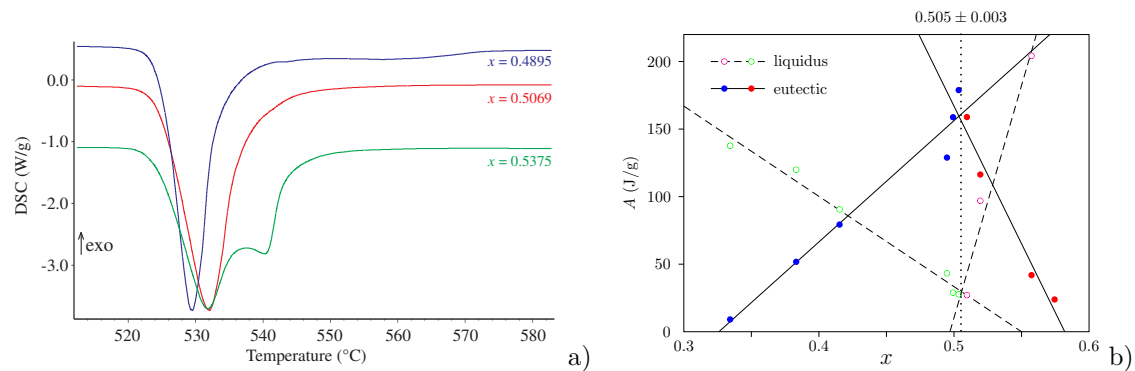 0.0
-1.0
-2.0
-3.0
DSC (W/g)
exo
x = 0.4895
x = 0.5069
x = 0.5375
520 530 540 550 560 570 580
Temperature (°C)
a)
0.505 ± 0.003
liquidus
eutectic
200
150
100
50
0
A (J/g)
0.3 0.4 0.5 0.6
x
b)